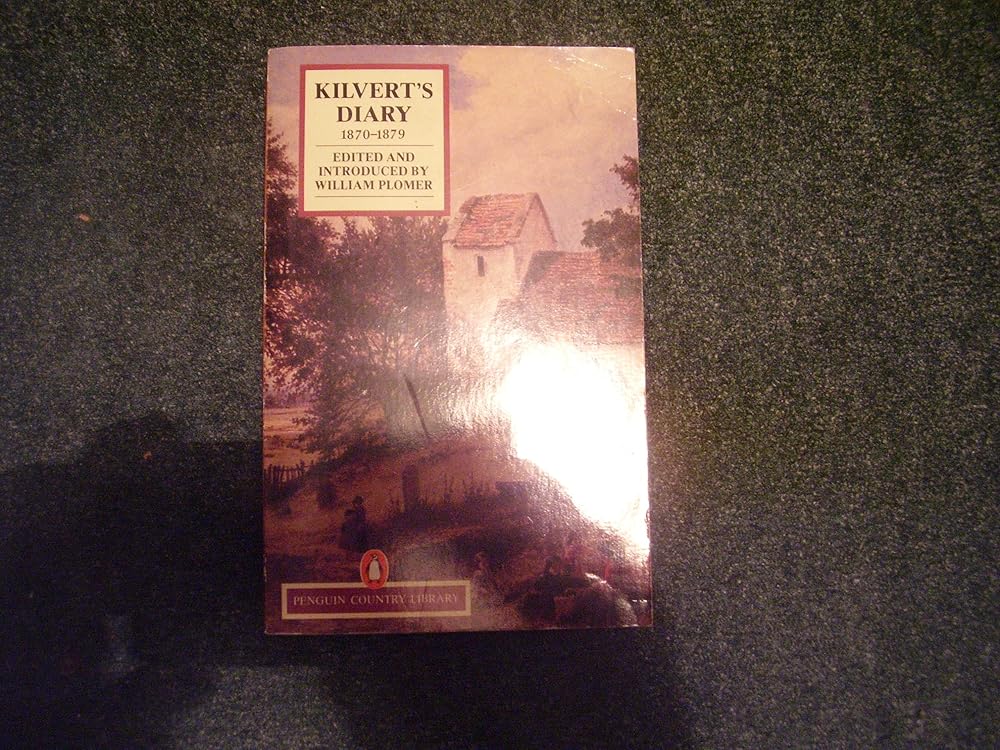 KILVERT'S
DIARY
1870–1879
EDITED AND
INTRODUCED BY
WILLIAM PLOMER
PENGUIN COUNTRY LIBRARY